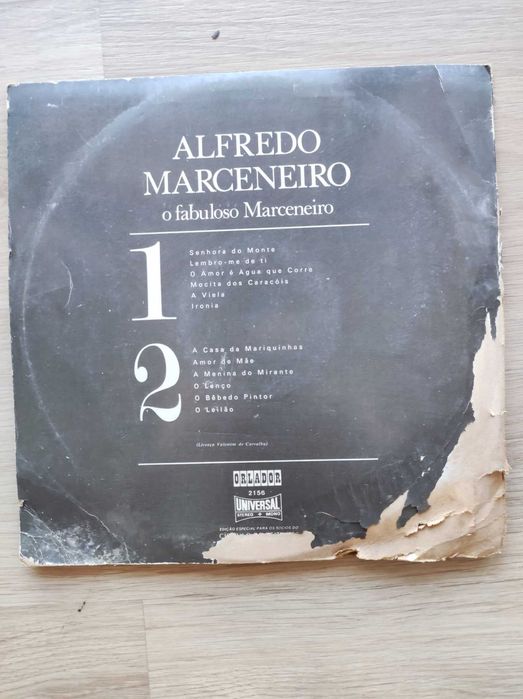 ALFREDO
MARCENEIRO
o fabuloso Marceneiro
1
Senhora do Monte
Lembro-me de ti
O Amor é Água que Corre
Mocita dos Caracóis
A Viela
Ironia
2
A Casa da Mariquinhas
Amor de Mãe
A Menina do Mirante
O Lenço
O Bêbedo Pintor
O Leilão
(Licença Valentim de Carvalho)
ORLADOR
2156
UNIVERSAL
STEREO + MONO
EDIÇÃO ESPECIAL PARA OS SÓCIOS DO